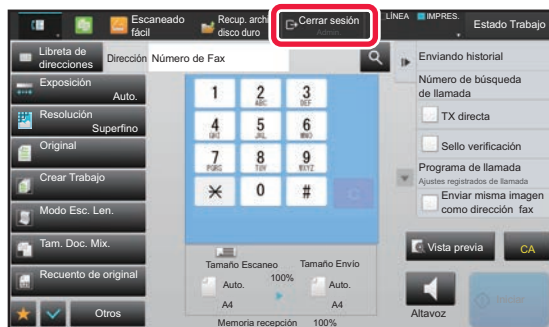 Escaneado
fácil
Recup. arch
disco duro
Cerrar sesión
Admin.
LÍNEA
IMPRES.
Estado Trabajo
Libreta de
direcciones
Dirección
Número de Fax
Exposición
Auto.
Resolución
Superfino
Original
Crear Trabajo
Modo Esc. Len.
Tam. Doc. Mix.
Recuento de original
Otros
1
2
ABC
3
DEF
4
GHI
5
JKL
6
MNO
7
PQRS
8
TUV
9
WXYZ
0
#
Tamaño Escaneo
Tamaño Envío
100%
Auto.
A4
Auto.
A4
Memoria recepción 100%
Enviando historial
Número de búsqueda
de llamada
TX directa
Sello verificación
Programa de llamada
Ajustes registrados de llamada
Enviar misma imagen
como dirección fax
Vista previa
CA
Altavoz
Iniciar